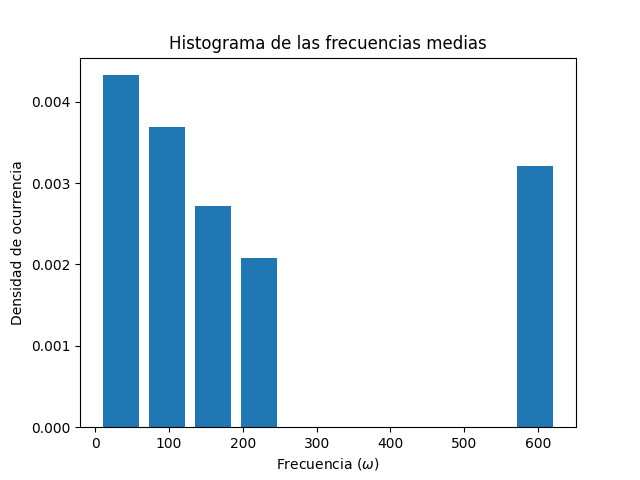 Histograma de las frecuencias medias
Densidad de ocurrencia
0.004
0.003
0.002
0.001
0.000
0 100 200 300 400 500 600
Frecuencia (ω)